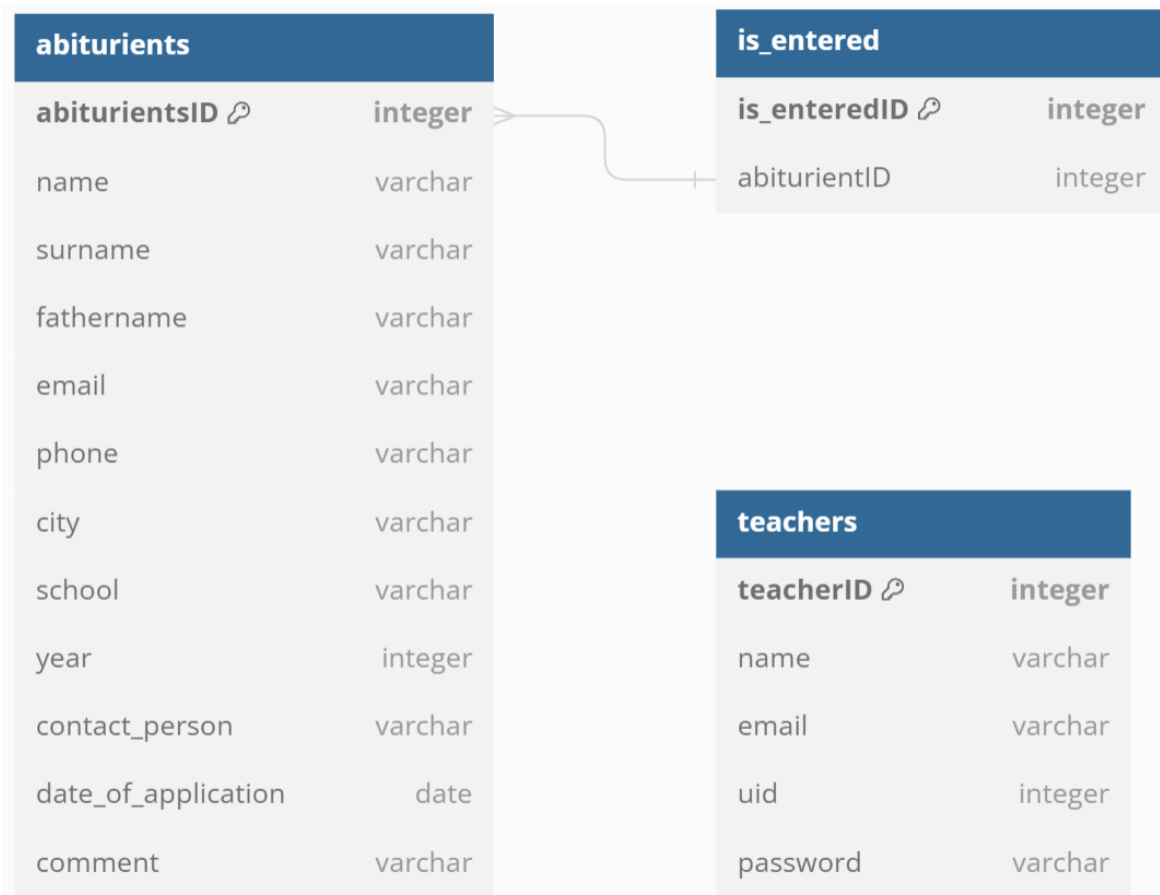 abiturients
abiturientsID integer
name varchar
surname varchar
fathername varchar
email varchar
phone varchar
city varchar
school varchar
year integer
contact_person varchar
date_of_application date
comment varchar
is_entered
is_enteredID integer
abiturientID integer
teachers
teacherID integer
name varchar
email varchar
uid integer
password varchar